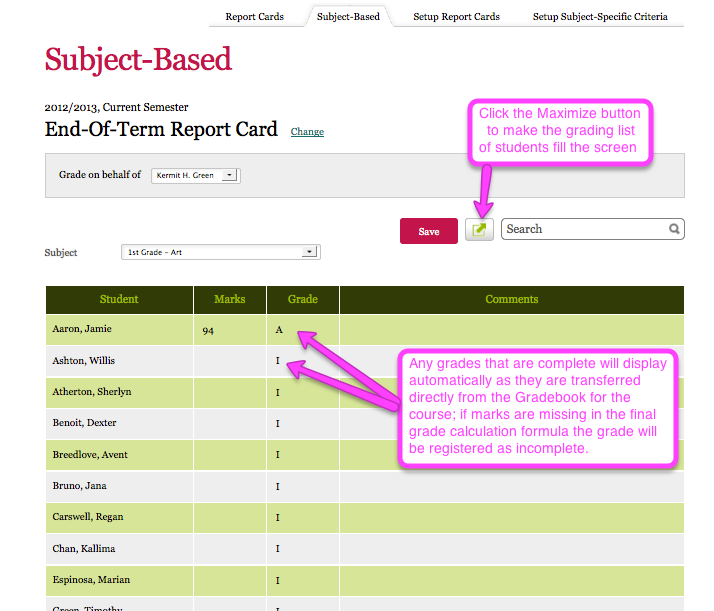 Report Cards Subject-Based Setup Report Cards Setup Subject-Specific Criteria
Subject-Based
2012/2013, Current Semester
End-Of-Term Report Card Change
Click the Maximize button
to make the grading list
of students fill the screen
Grade on behalf of Kermit H. Green
Save Search
Subject 1st Grade - Art
Student Marks Grade Comments
Aaron, Jamie 94 A
Ashton, Willis I
Any grades that are complete will display
automatically as they are transferred
directly from the Gradebook for the
course; if marks are missing in the final
grade calculation formula the grade will
be registered as incomplete.
Atherton, Sherlyn I
Benoit, Dexter I
Breedlove, Avent I
Bruno, Jana I
Carswell, Regan I
Chan, Kallima I
Espinosa, Marian I
Green, Timothy I